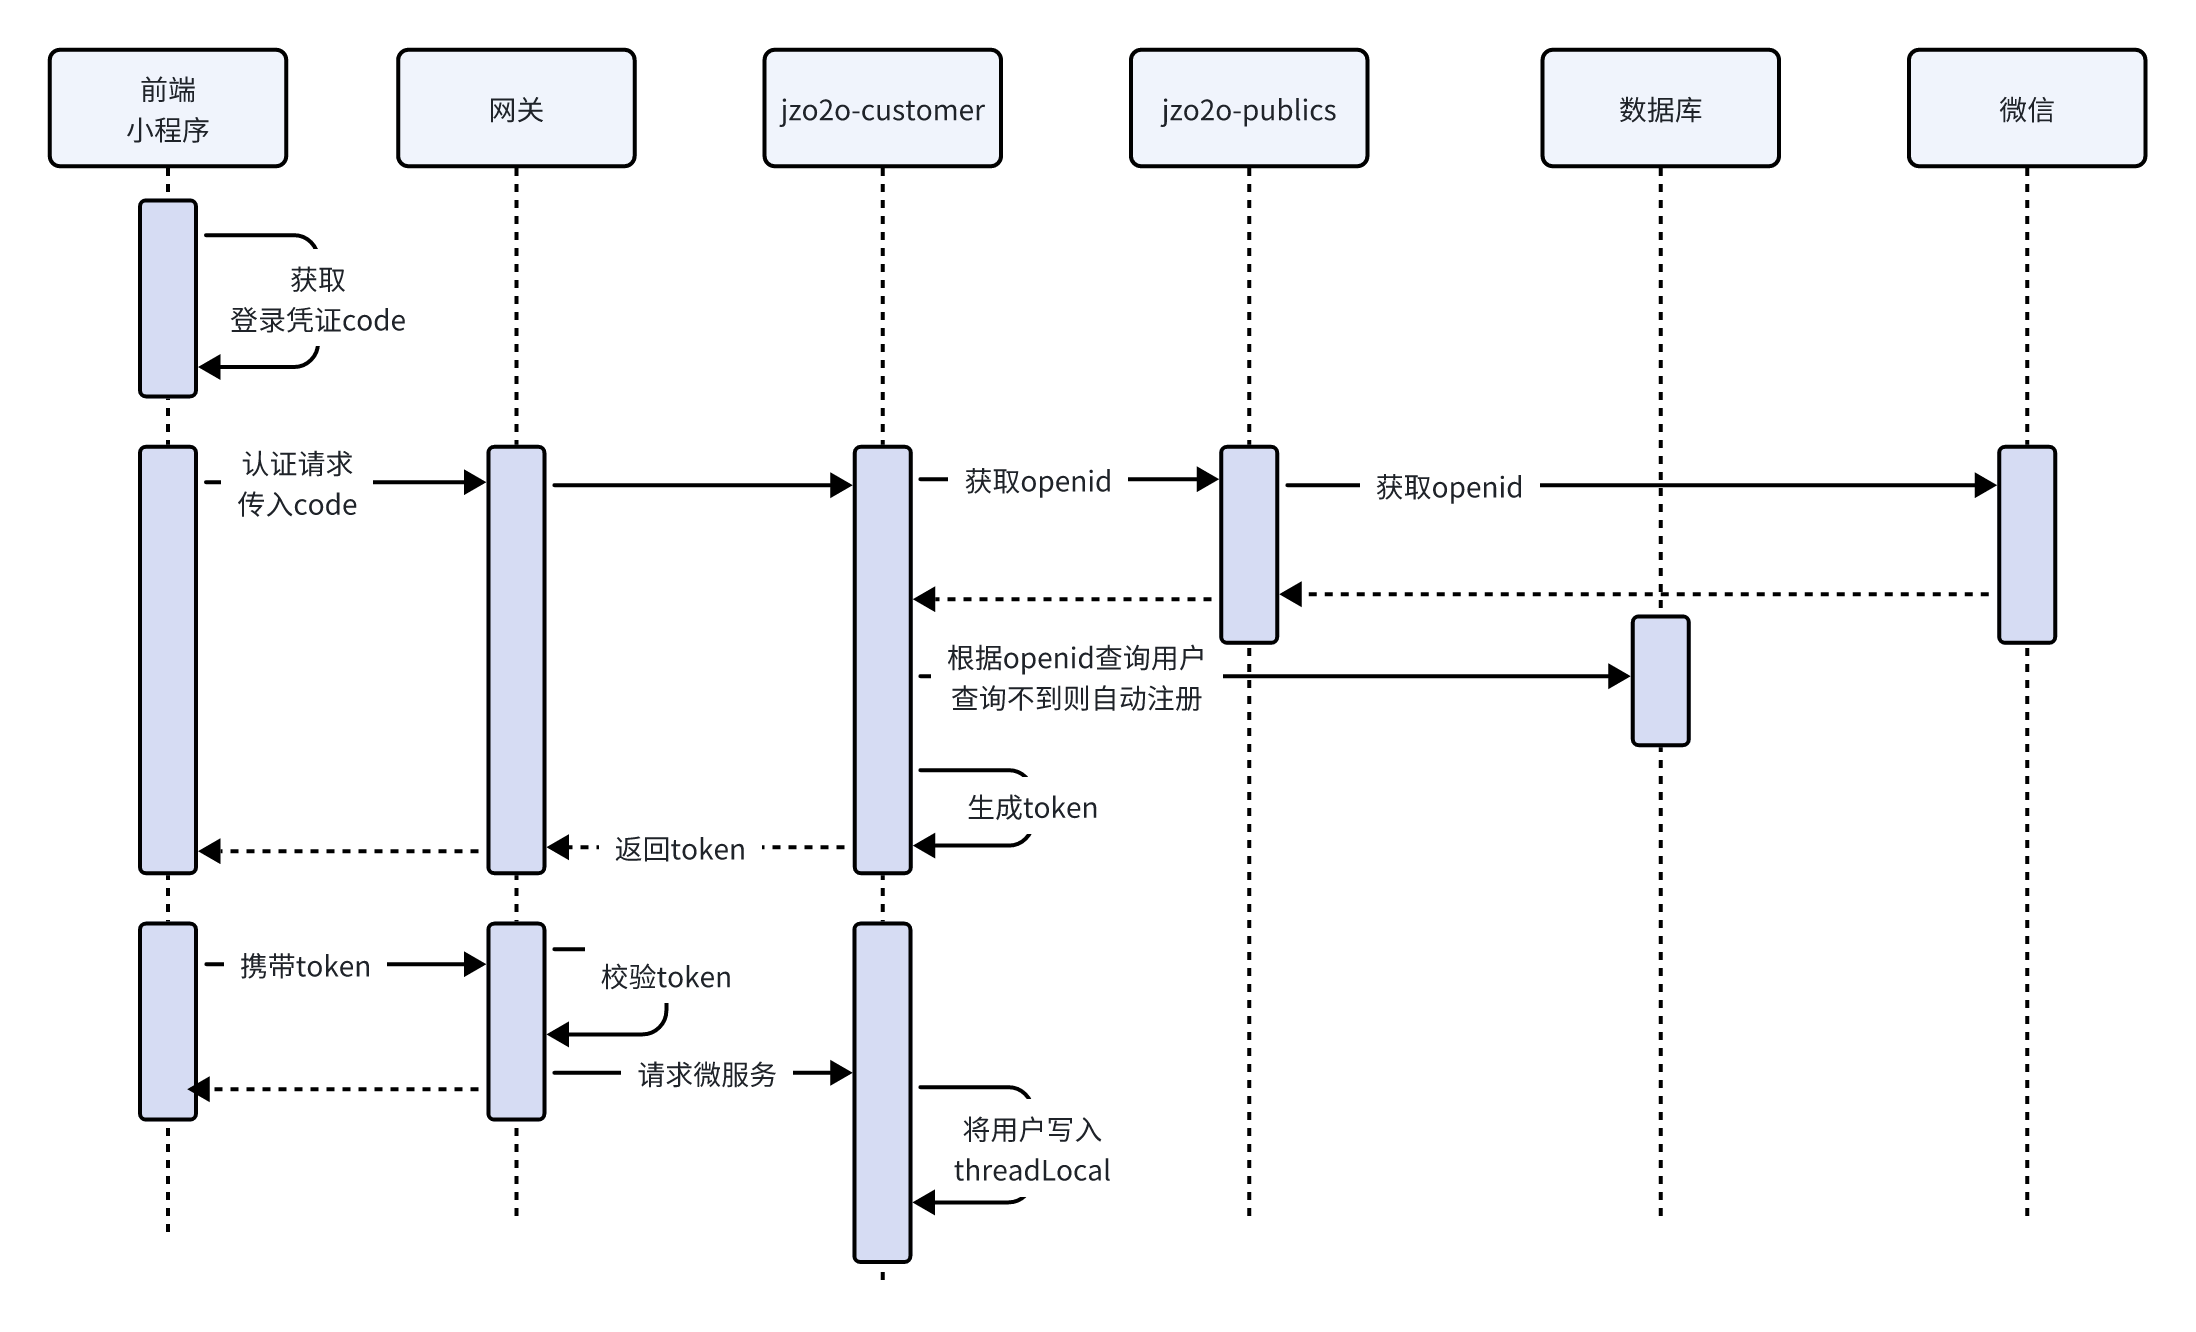 前端
小程序
网关
jzo2o-customer
jzo2o-publics
数据库
微信
获取
登录凭证code
认证请求
传入code
获取openid
获取openid
根据openid查询用户
查询不到则自动注册
生成token
返回token
携带token
校验token
请求微服务
将用户写入
threadLocal